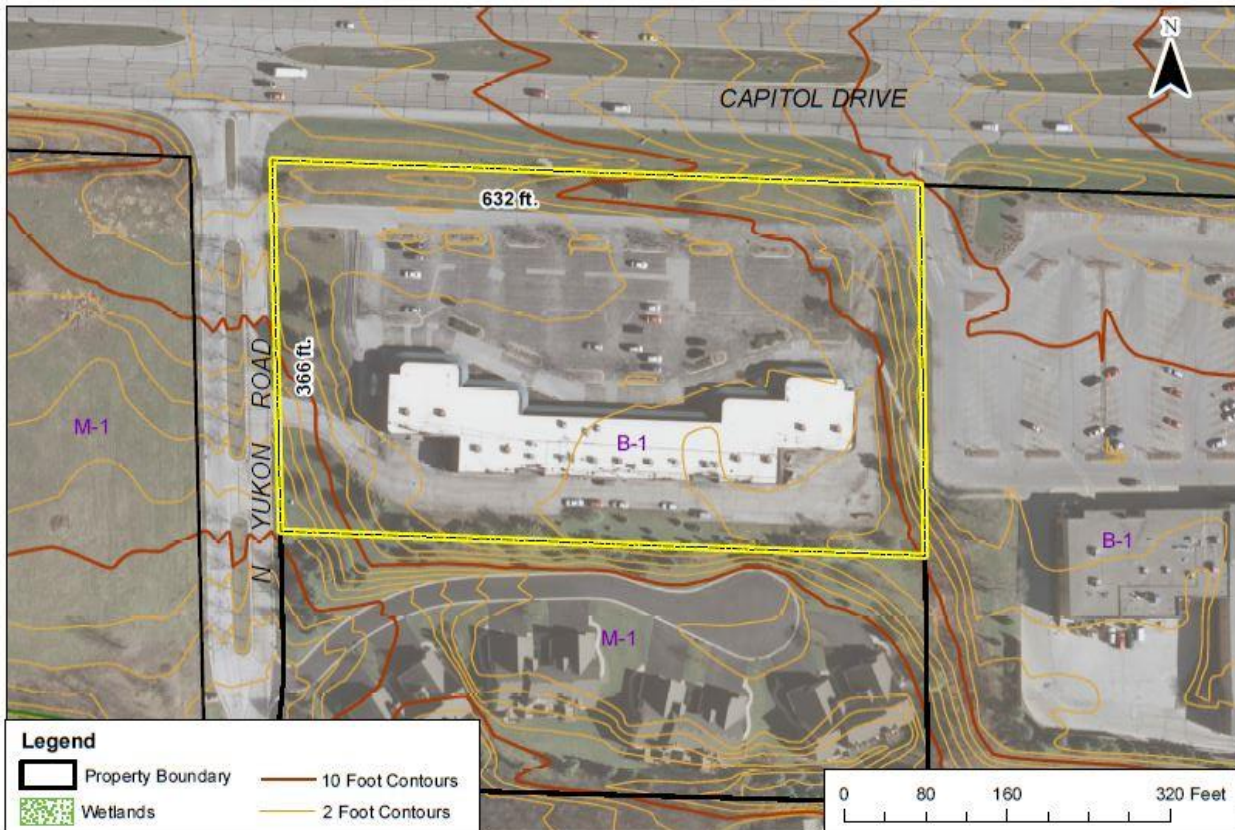 N
CAPITOL DRIVE
632 ft.
366 ft.
N YUKON ROAD
M-1
B-1
B-1
M-1
Legend
Property Boundary
10 Foot Contours
Wetlands
2 Foot Contours
0 80 160 320 Feet